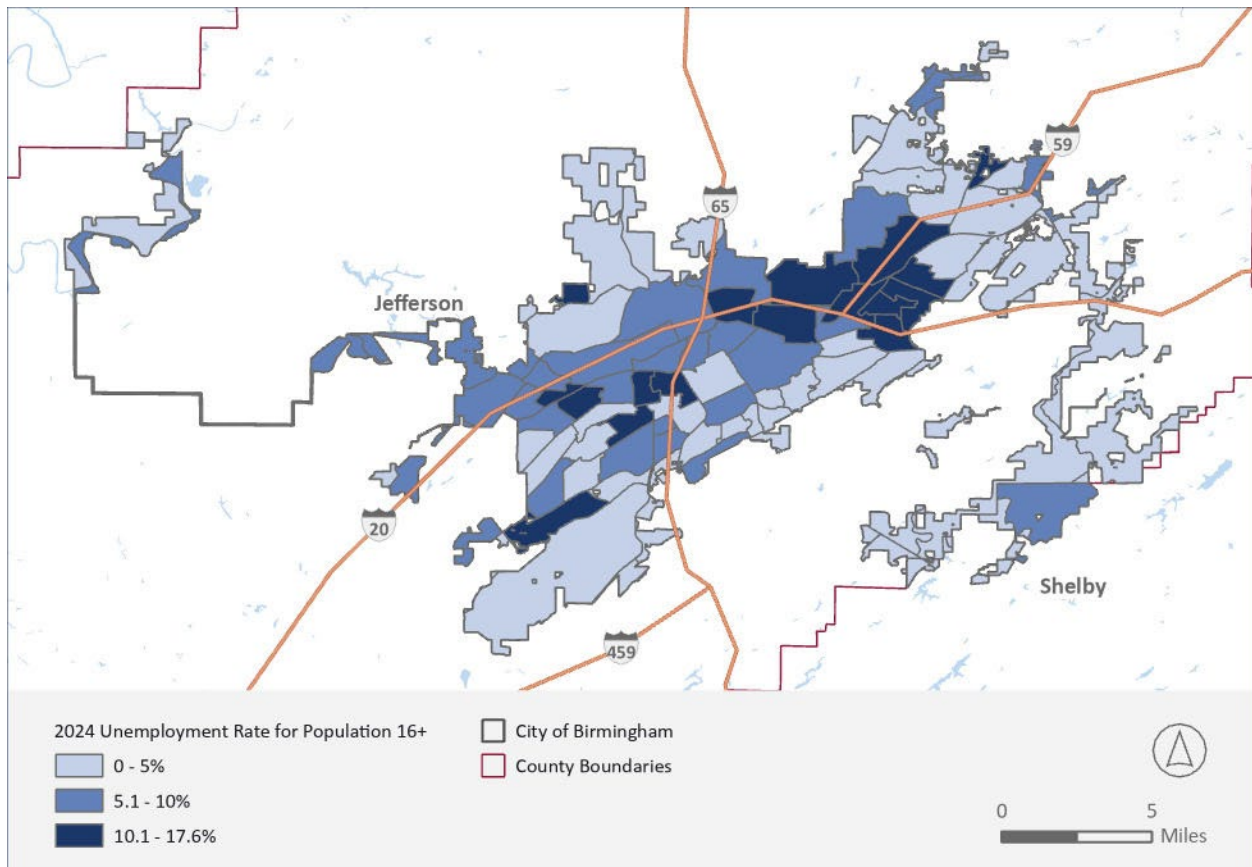 59
65
Jefferson
20
Shelby
459
2024 Unemployment Rate for Population 16+
0 - 5%
5.1 - 10%
10.1 - 17.6%
City of Birmingham
County Boundaries
0 5
Miles